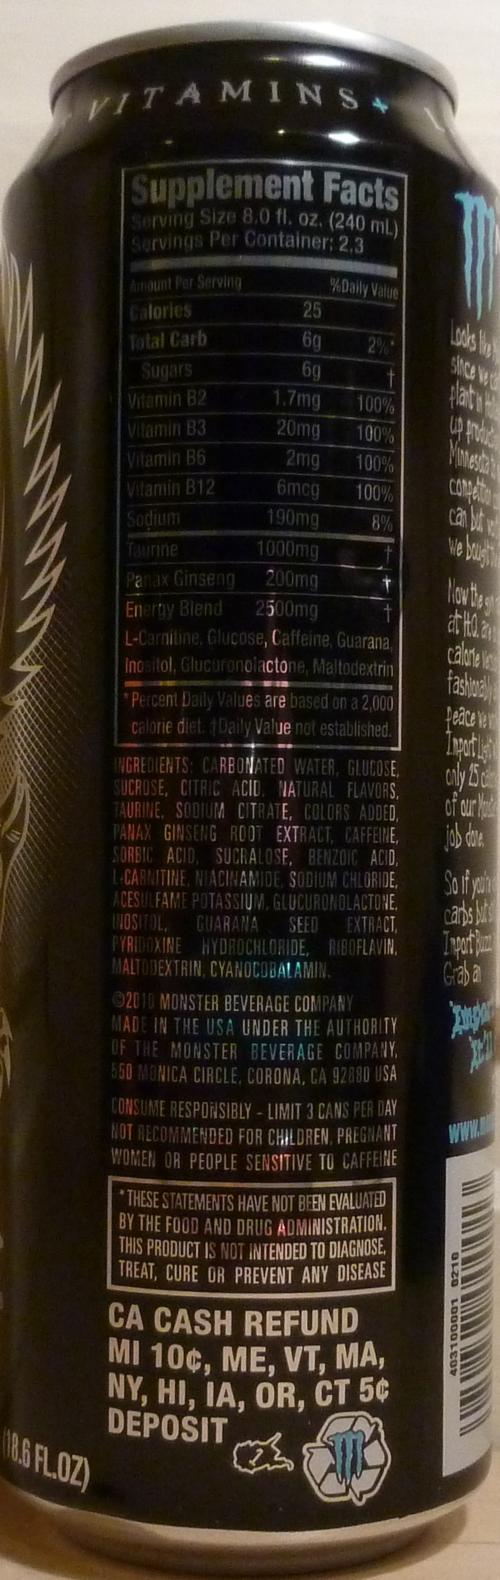 VITAMINS+
Supplement Facts
Serving Size 8.0 fl. oz. (240 mL)
Servings Per Container: 2.3
Amount Per Serving %Daily Value
Calories 25
Total Carb 6g 2%*
Sugars 6g †
Vitamin B2 1.7mg 100%
Vitamin B3 20mg 100%
Vitamin B6 2mg 100%
Vitamin B12 6mcg 100%
Sodium 190mg 8%
Taurine 1000mg †
Panax Ginseng 200mg †
Energy Blend 2500mg †
L-Carnitine, Glucose, Caffeine, Guarana,
Inositol, Glucuronolactone, Maltodextrin
*Percent Daily Values are based on a 2,000
calorie diet. †Daily Value not established.
INGREDIENTS: CARBONATED WATER, GLUCOSE,
SUCROSE, CITRIC ACID, NATURAL FLAVORS,
TAURINE, SODIUM CITRATE, COLORS ADDED,
PANAX GINSENG ROOT EXTRACT, CAFFEINE,
SORBIC ACID, SUCRALOSE, BENZOIC ACID,
L-CARNITINE, NIACINAMIDE, SODIUM CHLORIDE,
ACESULFAME POTASSIUM, GLUCURONOLACTONE,
INOSITOL, GUARANA SEED EXTRACT,
PYRIDOXINE HYDROCHLORIDE, RIBOFLAVIN,
MALTODEXTRIN, CYANOCOBALAMIN.
©2010 MONSTER BEVERAGE COMPANY
MADE IN THE USA UNDER THE AUTHORITY
OF THE MONSTER BEVERAGE COMPANY,
550 MONICA CIRCLE, CORONA, CA 92880 USA
CONSUME RESPONSIBLY - LIMIT 3 CANS PER DAY
NOT RECOMMENDED FOR CHILDREN, PREGNANT
WOMEN OR PEOPLE SENSITIVE TO CAFFEINE
*THESE STATEMENTS HAVE NOT BEEN EVALUATED
BY THE FOOD AND DRUG ADMINISTRATION.
THIS PRODUCT IS NOT INTENDED TO DIAGNOSE,
TREAT, CURE OR PREVENT ANY DISEASE
CA CASH REFUND
MI 10¢, ME, VT, MA,
NY, HI, IA, OR, CT 5¢
DEPOSIT
(18.6 FL.OZ)
Looks
since we
plant in
up
Minnesota
can but
we bought
Now the
at
calorie
peace we
Import
only 25
of our
job done.
So if
carbs
Import
Grab an
www.
403100001 0210